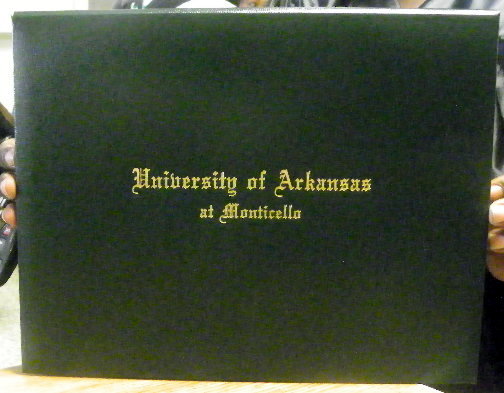 University of Arkansas
at Monticello